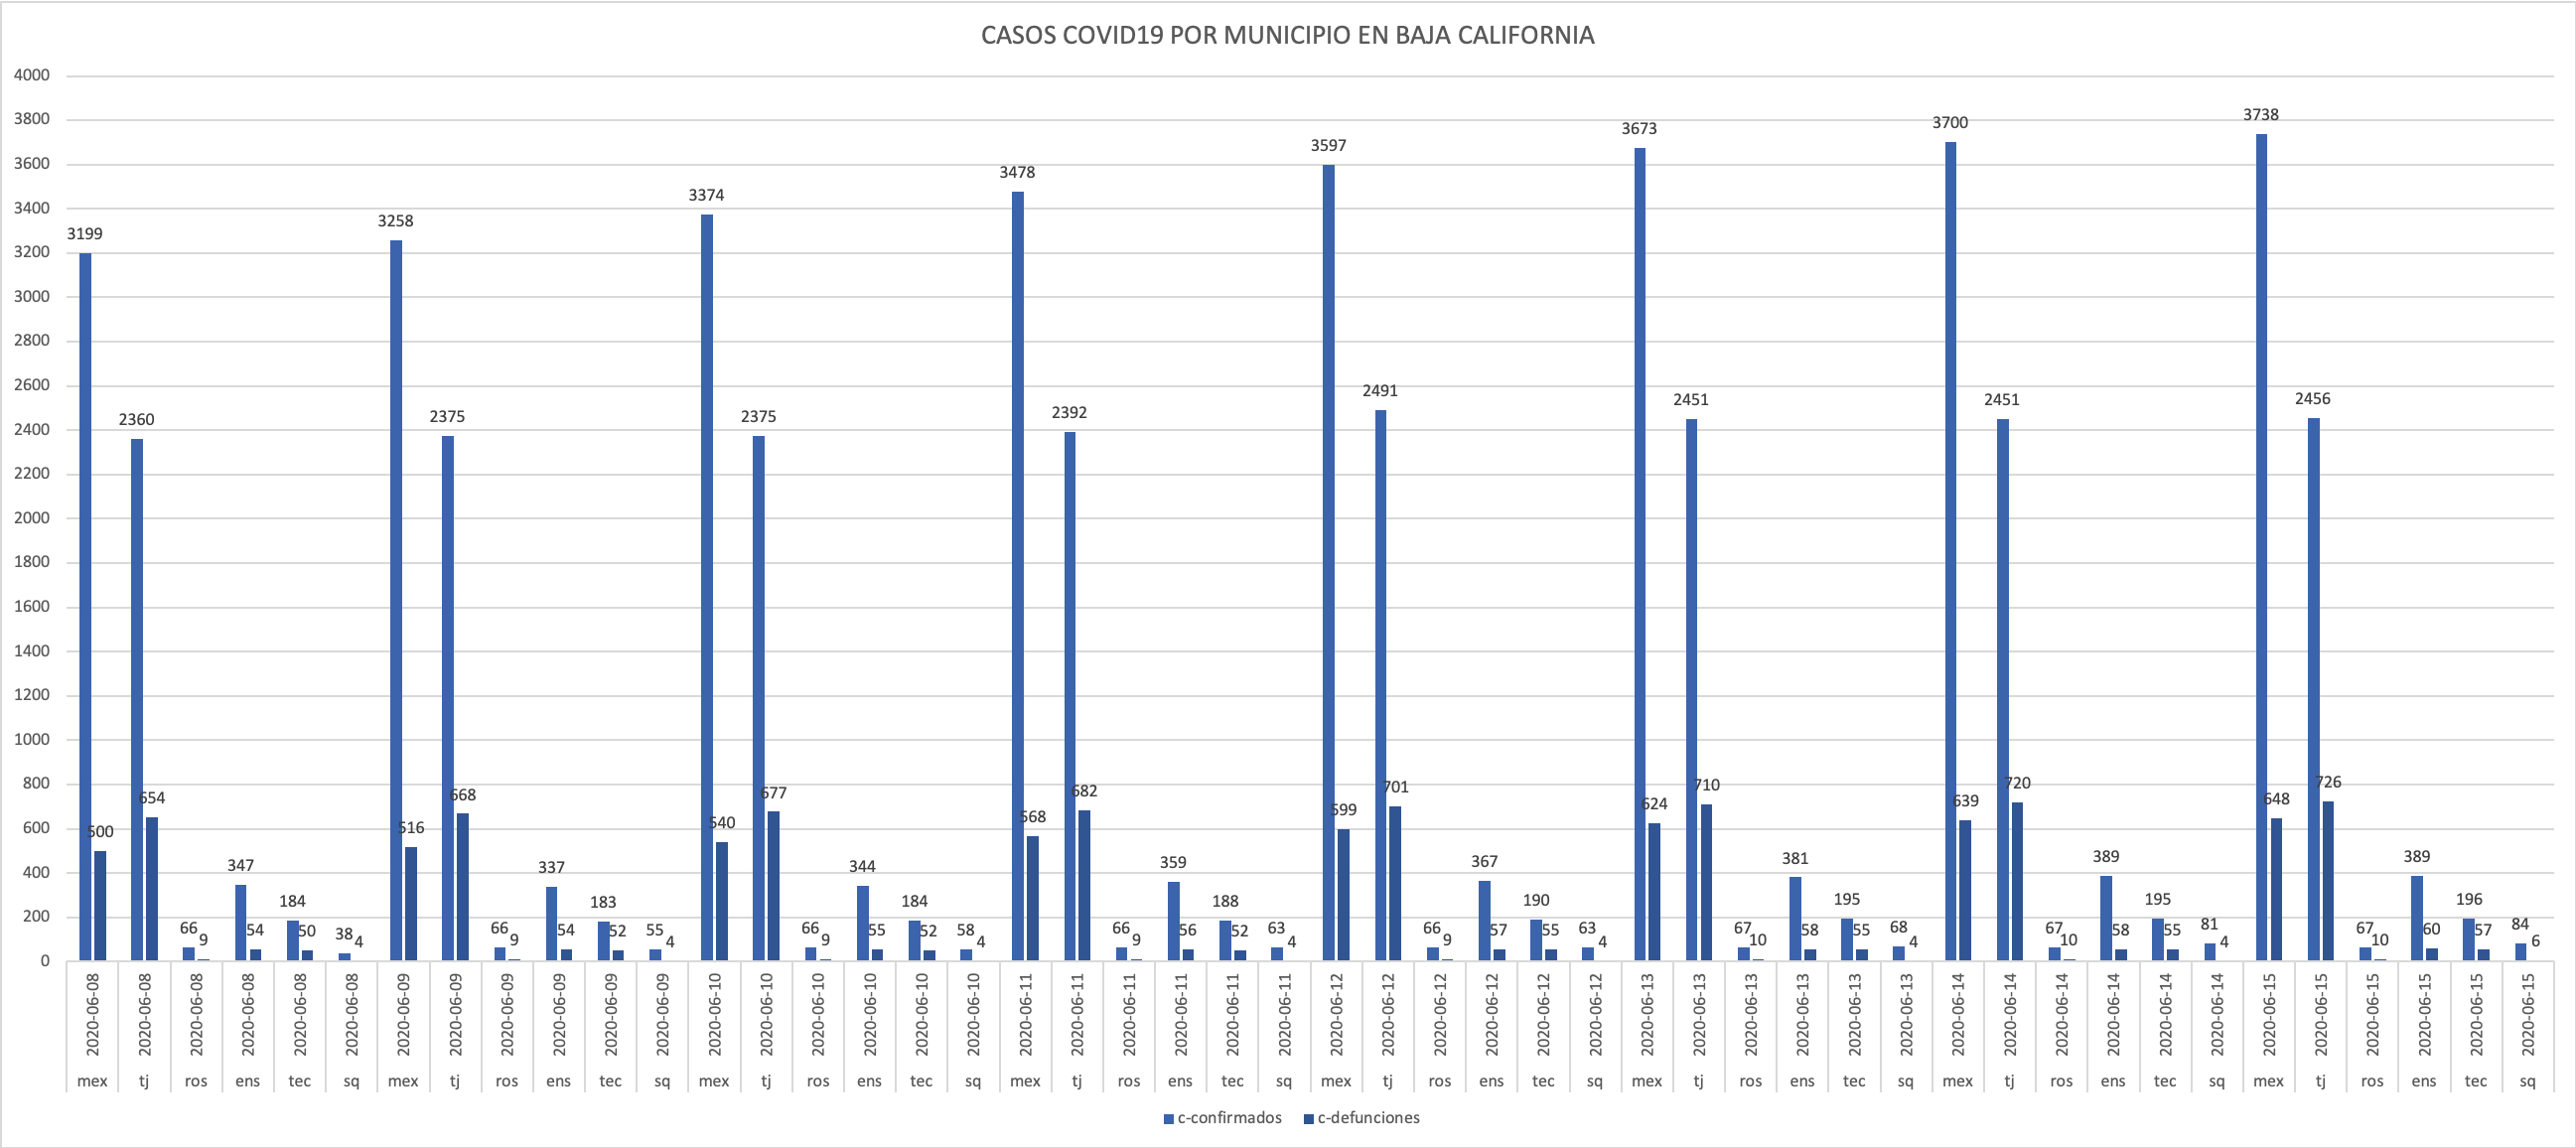 CASOS COVID19 POR MUNICIPIO EN BAJA CALIFORNIA
4000
3800
3600
3400
3200
3000
2800
2600
2400
2200
2000
1800
1600
1400
1200
1000
800
600
400
200
0
3199 500 2360 654 66 9 347 54 184 50 38 4
3258 516 2375 668 66 9 337 54 183 52 55 4
3374 540 2375 677 66 9 344 55 184 52 58 4
3478 568 2392 682 66 9 359 56 188 52 63 4
3597 599 2491 701 66 9 367 57 190 55 63 4
3673 624 2451 710 67 10 381 58 195 55 68 4
3700 639 2451 720 67 10 389 58 195 55 81 4
3738 648 2456 726 67 10 389 60 196 57 84 6
2020-06-08 2020-06-08 2020-06-08 2020-06-08 2020-06-08 2020-06-08 2020-06-09 2020-06-09 2020-06-09 2020-06-09 2020-06-09 2020-06-09 2020-06-10 2020-06-10 2020-06-10 2020-06-10 2020-06-10 2020-06-10 2020-06-11 2020-06-11 2020-06-11 2020-06-11 2020-06-11 2020-06-11 2020-06-12 2020-06-12 2020-06-12 2020-06-12 2020-06-12 2020-06-12 2020-06-13 2020-06-13 2020-06-13 2020-06-13 2020-06-13 2020-06-13 2020-06-14 2020-06-14 2020-06-14 2020-06-14 2020-06-14 2020-06-14 2020-06-15 2020-06-15 2020-06-15 2020-06-15 2020-06-15 2020-06-15
mex tj ros ens tec sq mex tj ros ens tec sq mex tj ros ens tec sq mex tj ros ens tec sq mex tj ros ens tec sq mex tj ros ens tec sq mex tj ros ens tec sq mex tj ros ens tec sq
c-confirmados c-defunciones